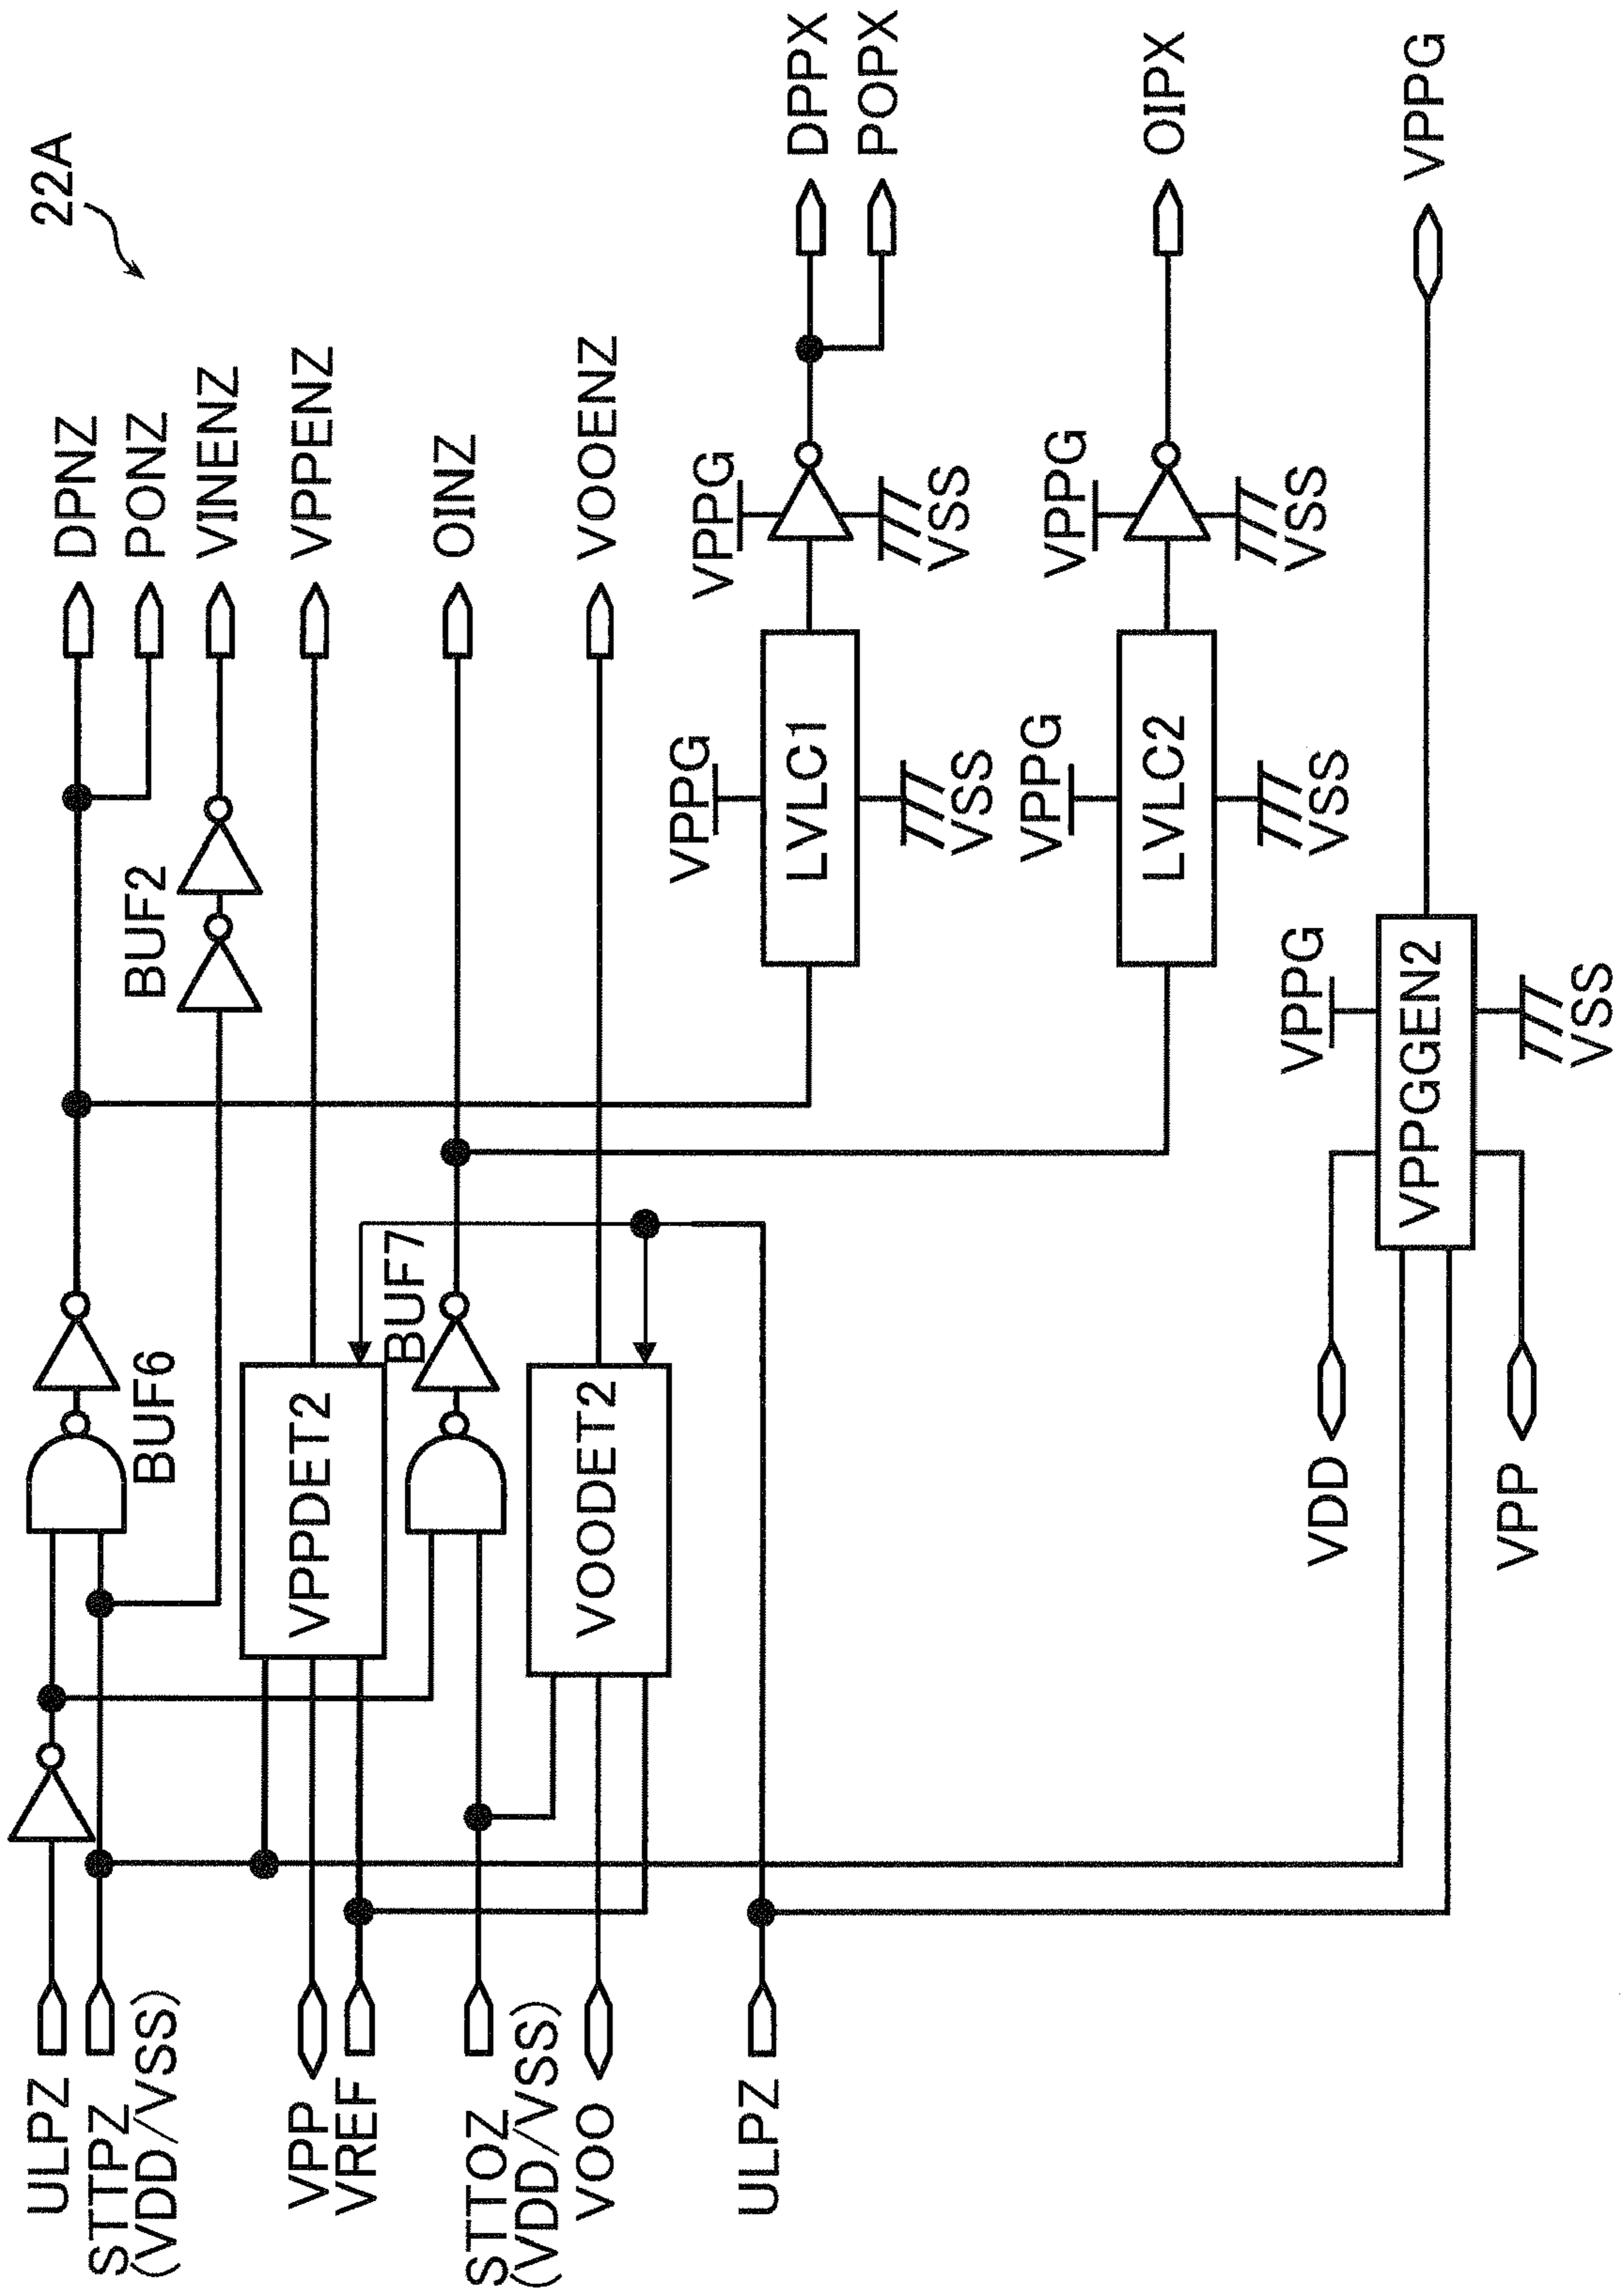 22A
ULPZ
STTPZ
(VDD/VSS)
VPP
VREF
STTOZ
(VDD/VSS)
VOO
ULPZ
BUF6
VPPDET2
BUF7
VOODET2
BUF2
DPNZ
PONZ
VINENZ
VPPENZ
OINZ
VOOENZ
VPPG
LVLC1
VSS
VPPG
VSS
DPPX
POPX
VPPG
LVLC2
VSS
VPPG
VSS
OIPX
VDD
VPP
VPPG
VPPGGEN2
VSS
VPPG